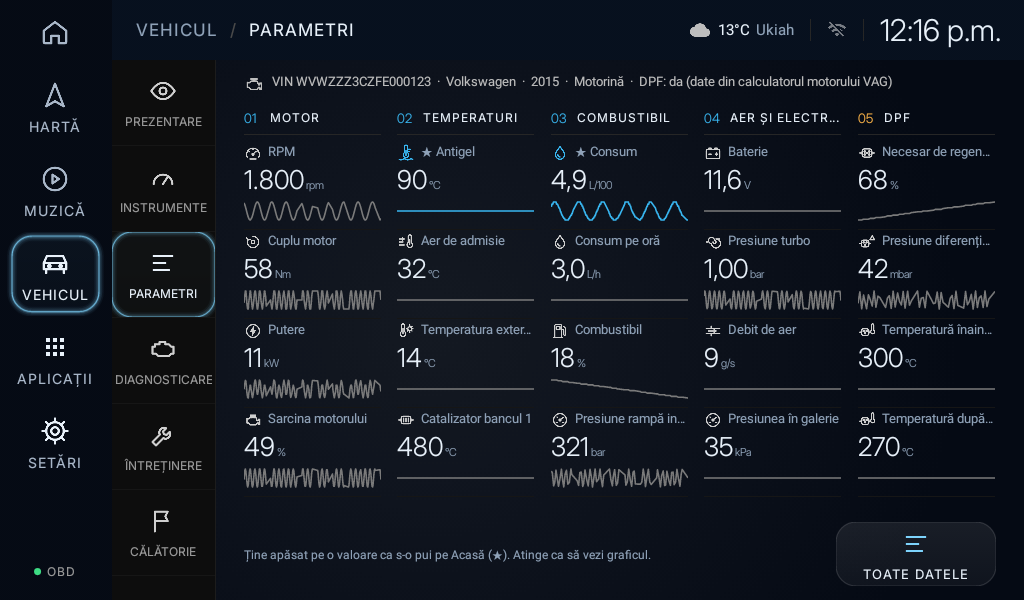 VEHICUL / PARAMETRI
13°C Ukiah
12:16 p.m.
HARTĂ
MUZICĂ
VEHICUL
APLICAȚII
SETĂRI
OBD
PREZENTARE
INSTRUMENTE
PARAMETRI
DIAGNOSTICARE
ÎNTREȚINERE
CĂLĂTORIE
VIN WVWZZZ3CZFE000123 · Volkswagen · 2015 · Motorină · DPF: da (date din calculatorul motorului VAG)
01 MOTOR
RPM
1.800 rpm
Cuplu motor
58 Nm
Putere
11 kW
Sarcina motorului
49 %
02 TEMPERATURI
★ Antigel
90 °C
Aer de admisie
32 °C
Temperatura exter...
14 °C
Catalizator bancul 1
480 °C
03 COMBUSTIBIL
★ Consum
4,9 L/100
Consum pe oră
3,0 L/h
Combustibil
18 %
Presiune rampă in...
321 bar
04 AER ȘI ELECTR...
Baterie
11,6 V
Presiune turbo
1,00 bar
Debit de aer
9 g/s
Presiunea în galerie
35 kPa
05 DPF
Necesar de regen...
68 %
Presiune diferenți...
42 mbar
Temperatură înain...
300 °C
Temperatură după...
270 °C
Ține apăsat pe o valoare ca s-o pui pe Acasă (★). Atinge ca să vezi graficul.
TOATE DATELE